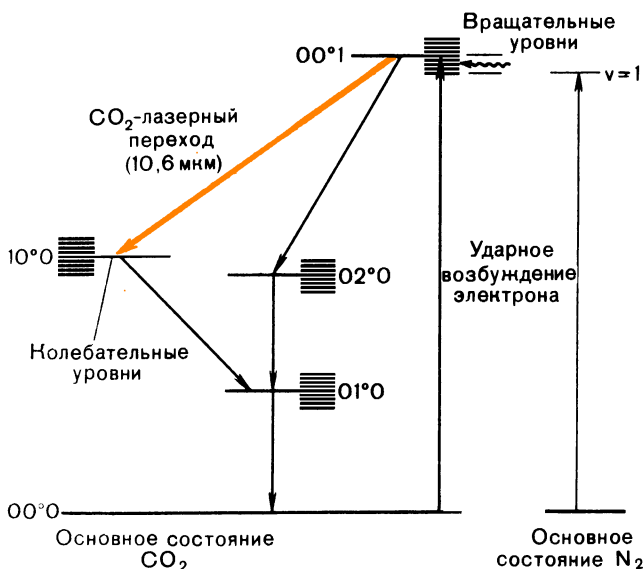 Вращательные
уровни
00°1
v=1
CO₂-лазерный
переход
(10,6 мкм)
10°0
02°0
Ударное
возбуждение
электрона
Колебательные
уровни
01°0
00°0
Основное состояние
CO₂
Основное
состояние N₂